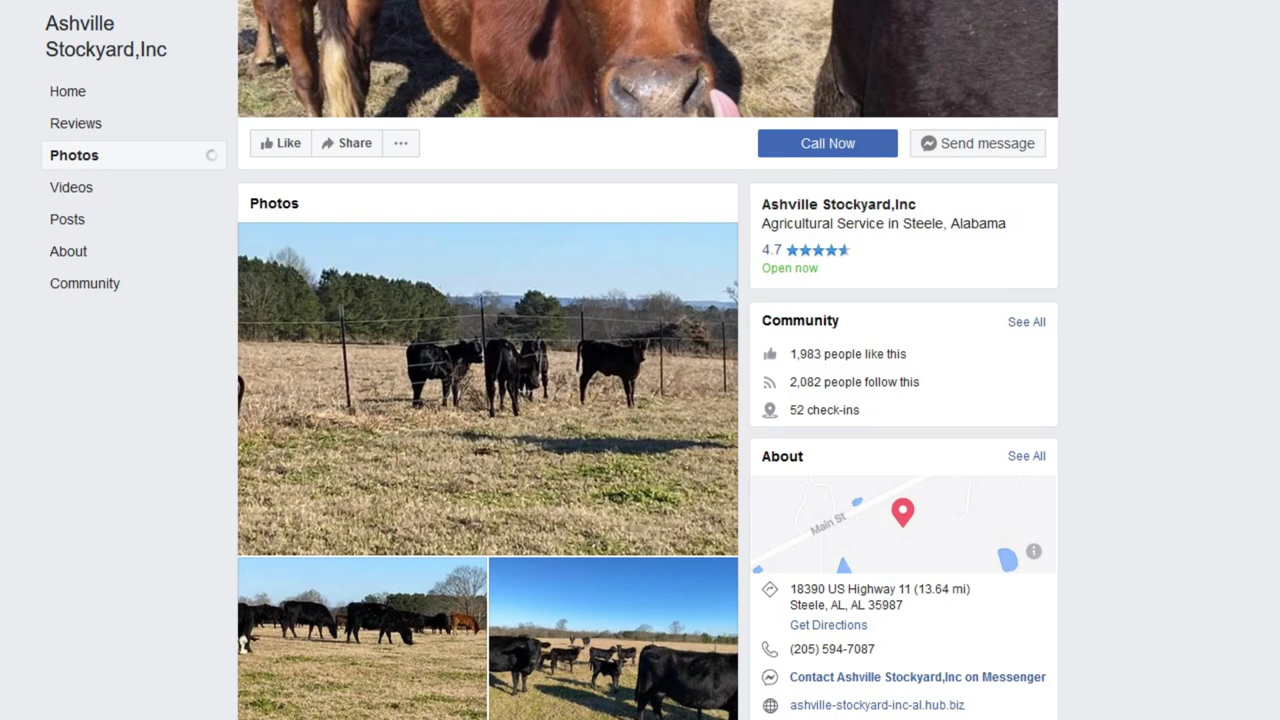 Ashville
Stockyard,Inc
Home
Reviews
Photos
Videos
Posts
About
Community
Like
Share
Call Now
Send message
Photos
Ashville Stockyard,Inc
Agricultural Service in Steele, Alabama
4.7
Open now
Community
See All
1,983 people like this
2,082 people follow this
52 check-ins
About
See All
Main St
18390 US Highway 11 (13.64 mi)
Steele, AL, AL 35987
Get Directions
(205) 594-7087
Contact Ashville Stockyard,Inc on Messenger
ashville-stockyard-inc-al.hub.biz